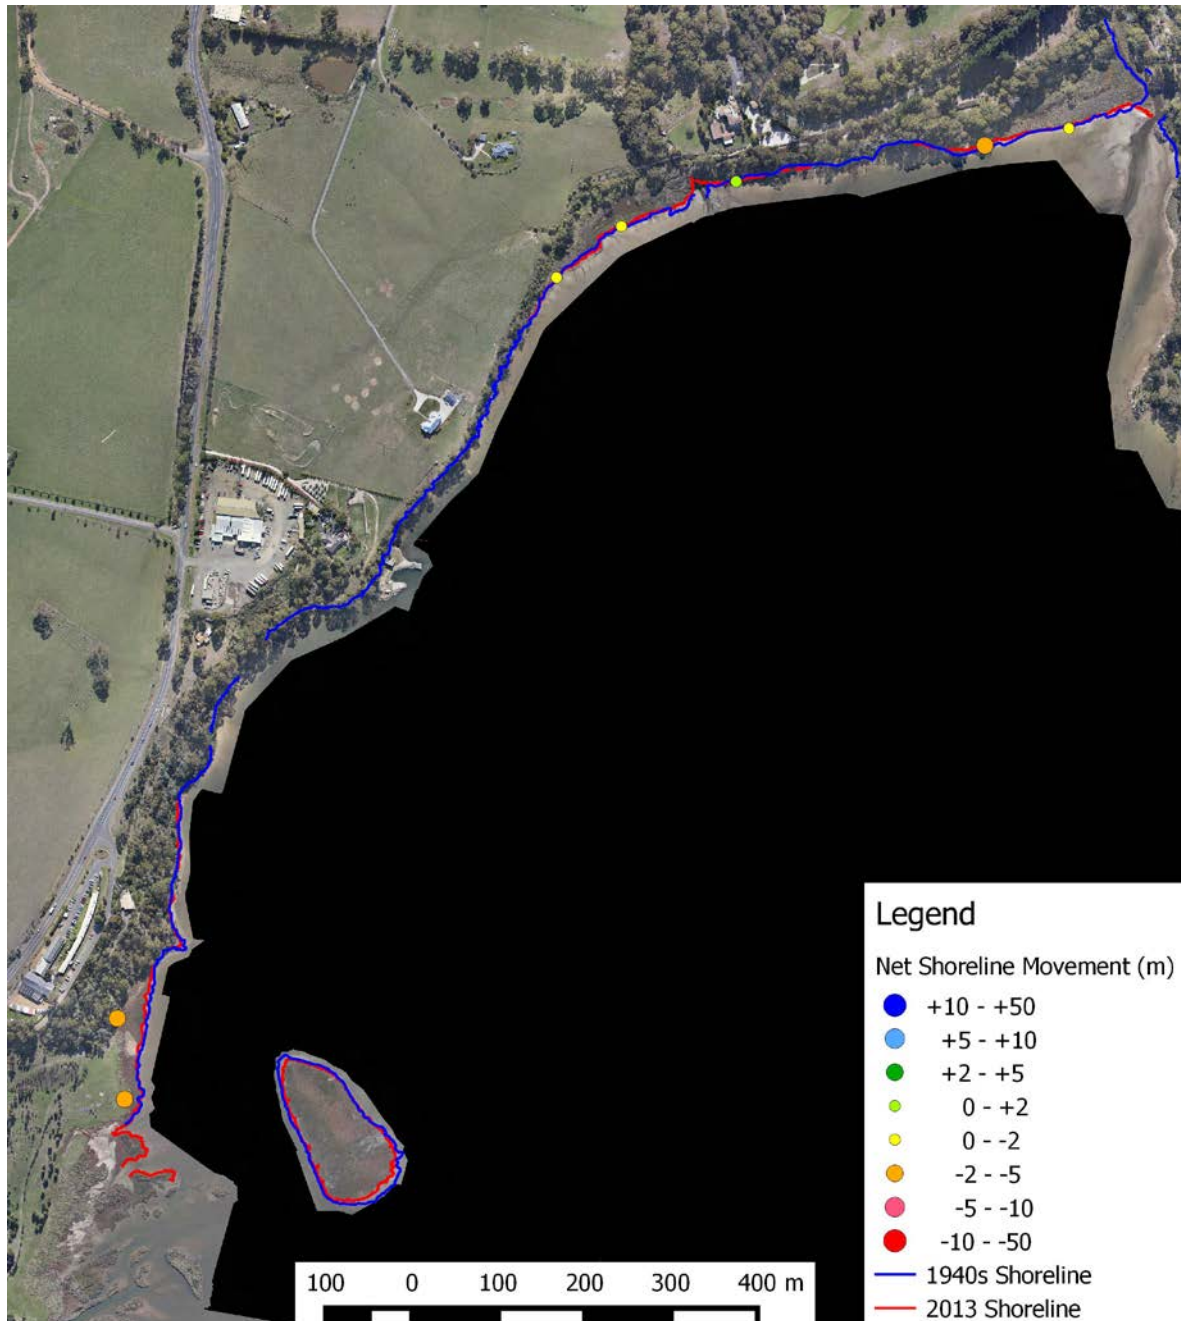 Legend
Net Shoreline Movement (m)
+10 - +50
+5 - +10
+2 - +5
0 - +2
0 - -2
-2 - -5
-5 - -10
-10 - -50
1940s Shoreline
2013 Shoreline
100 0 100 200 300 400 m